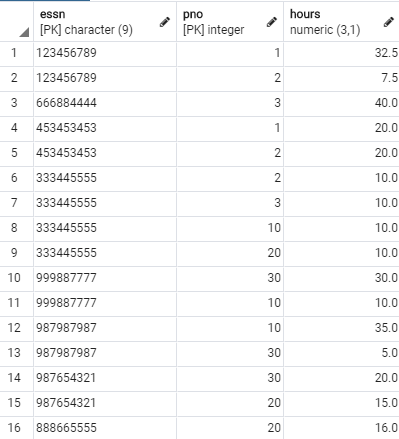 essn pno hours
[PK] character (9) [PK] integer numeric (3,1)
1 123456789 1 32.5
2 123456789 2 7.5
3 666884444 3 40.0
4 453453453 1 20.0
5 453453453 2 20.0
6 333445555 2 10.0
7 333445555 3 10.0
8 333445555 10 10.0
9 333445555 20 10.0
10 999887777 30 30.0
11 999887777 10 10.0
12 987987987 10 35.0
13 987987987 30 5.0
14 987654321 30 20.0
15 987654321 20 15.0
16 888665555 20 16.0